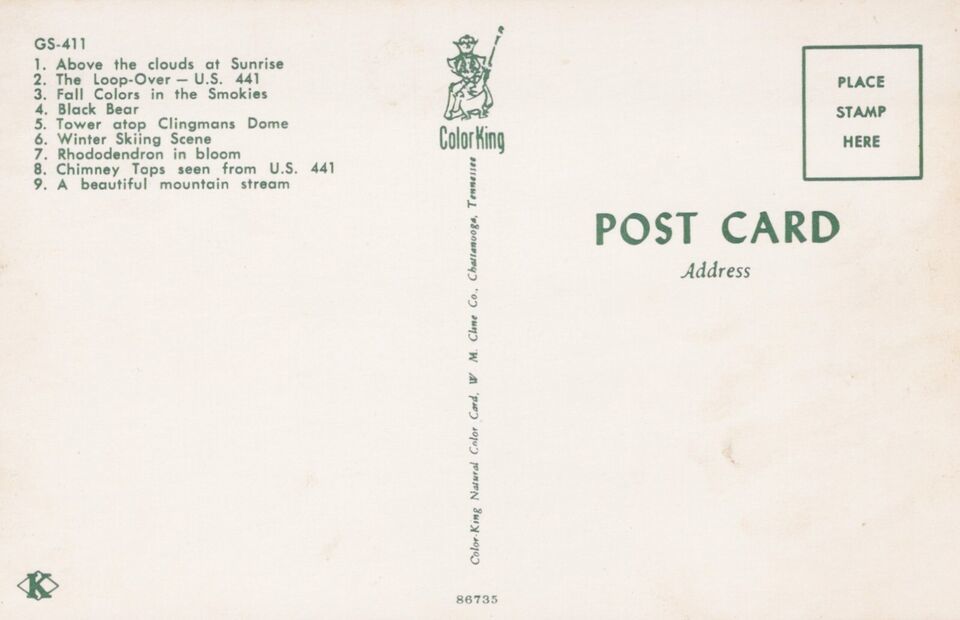 GS-411
1. Above the clouds at Sunrise
2. The Loop-Over — U.S. 441
3. Fall Colors in the Smokies
4. Black Bear
5. Tower atop Clingmans Dome
6. Winter Skiing Scene
7. Rhododendron in bloom
8. Chimney Tops seen from U.S. 441
9. A beautiful mountain stream
K
ColorKing
Color-King Natural Color Card, W. M. Cline Co., Chattanooga, Tennessee
86735
PLACE
STAMP
HERE
POST CARD
Address